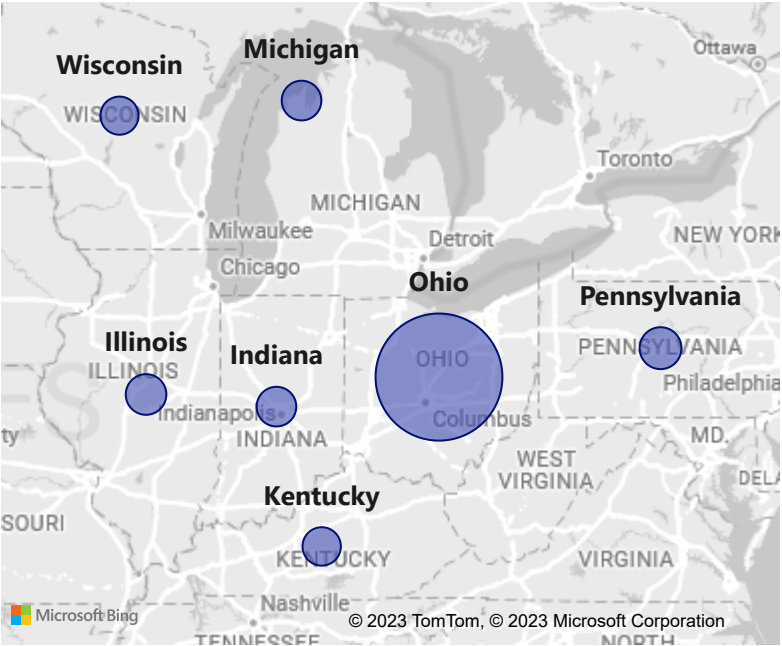 Michigan
Ottawa
Wisconsin
WISCONSIN
Toronto
MICHIGAN
Milwaukee
Detroit
NEW YORK
Chicago
Ohio
Pennsylvania
Illinois
Indiana
OHIO
PENNSYLVANIA
ILLINOIS
Philadelphia
Indianapolis
Columbus
ty
INDIANA
MD.
WEST
VIRGINIA
DELA
Kentucky
SOURI
KENTUCKY
VIRGINIA
Nashville
Microsoft Bing
© 2023 TomTom, © 2023 Microsoft Corporation
TENNESSEE
NORTH